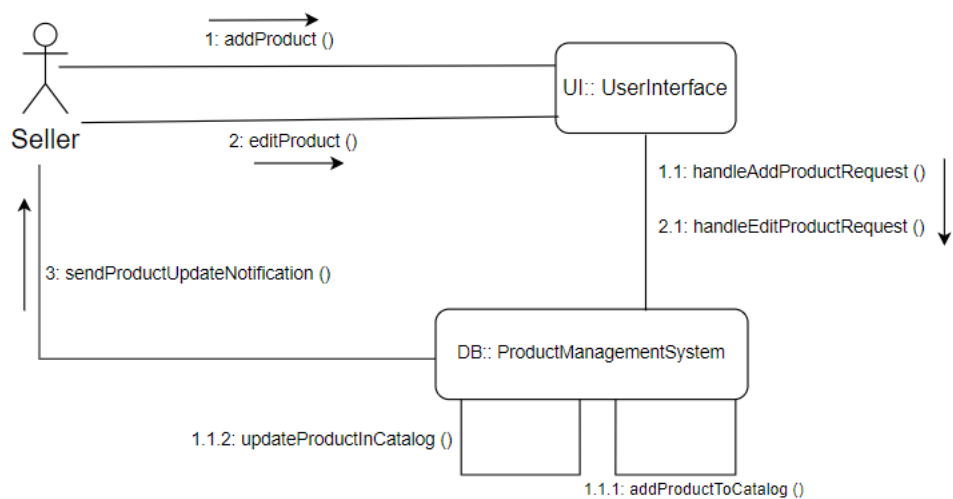 1: addProduct ()
UI:: UserInterface
Seller
2: editProduct ()
1.1: handleAddProductRequest ()
2.1: handleEditProductRequest ()
3: sendProductUpdateNotification ()
DB:: ProductManagementSystem
1.1.2: updateProductInCatalog ()
1.1.1: addProductToCatalog ()